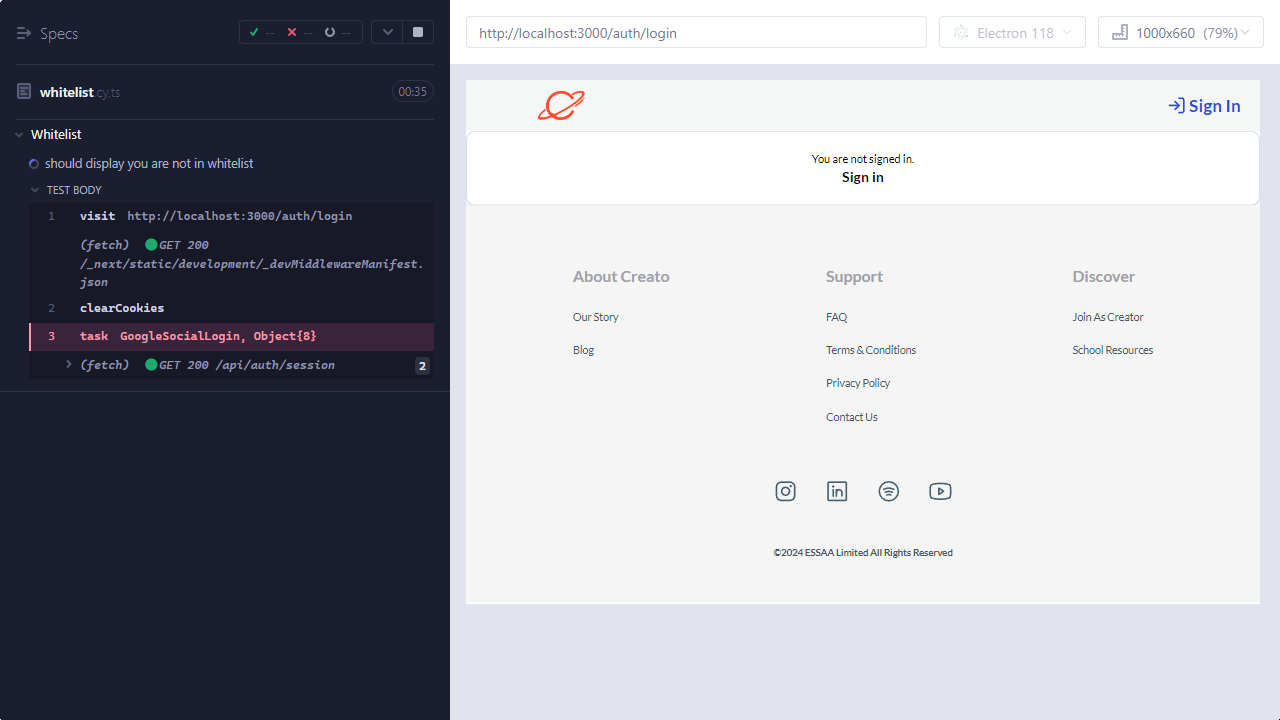 Specs
--
--
--
whitelist.cy.ts
00:35
Whitelist
should display you are not in whitelist
TEST BODY
1 visit http://localhost:3000/auth/login
(fetch) GET 200
/_next/static/development/_devMiddlewareManifest.
json
2 clearCookies
3 task GoogleSocialLogin, Object{8}
(fetch) GET 200 /api/auth/session 2
http://localhost:3000/auth/login
Electron 118
1000x660 (79%)
Sign In
You are not signed in.
Sign in
About Creato
Our Story
Blog
Support
FAQ
Terms & Conditions
Privacy Policy
Contact Us
Discover
Join As Creator
School Resources
©2024 ESSAA Limited All Rights Reserved